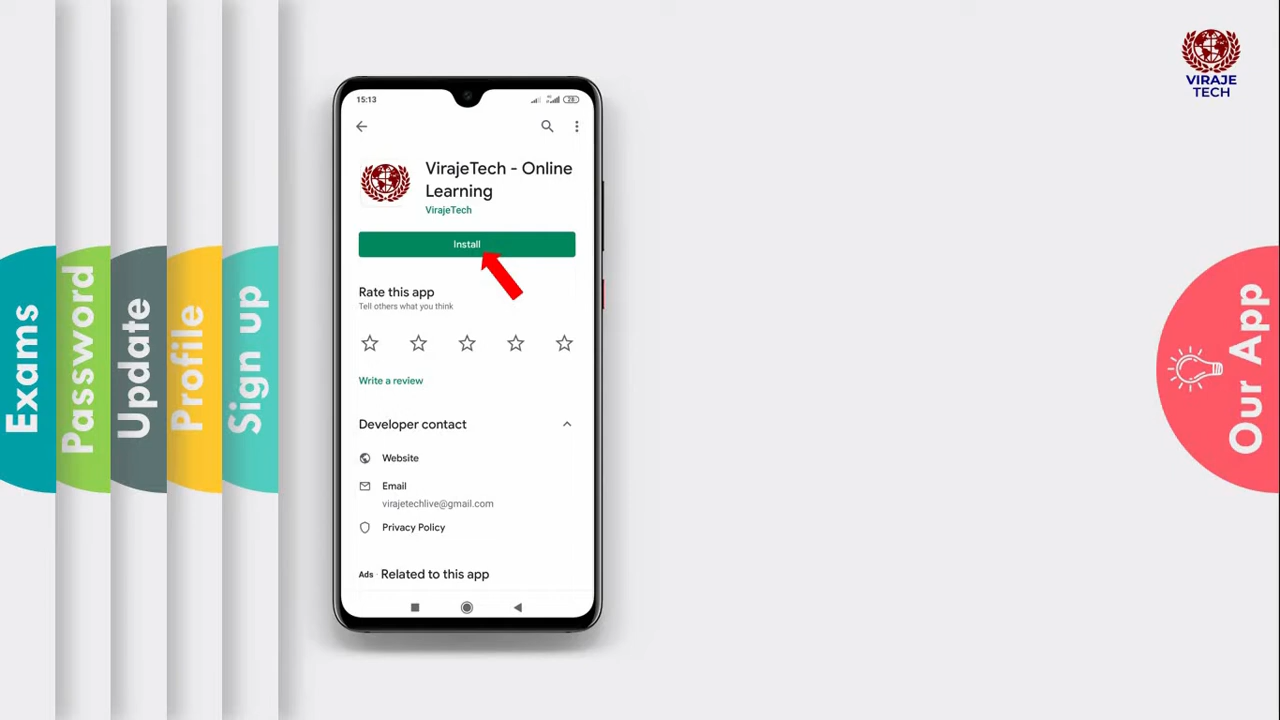 Exams
Password
Update
Profile
Sign up
15:13
28
VirajeTech - Online
Learning
VirajeTech
Install
Rate this app
Tell others what you think
Write a review
Developer contact
Website
Email
virajetechlive@gmail.com
Privacy Policy
Ads · Related to this app
VIRAJE
TECH
Our App